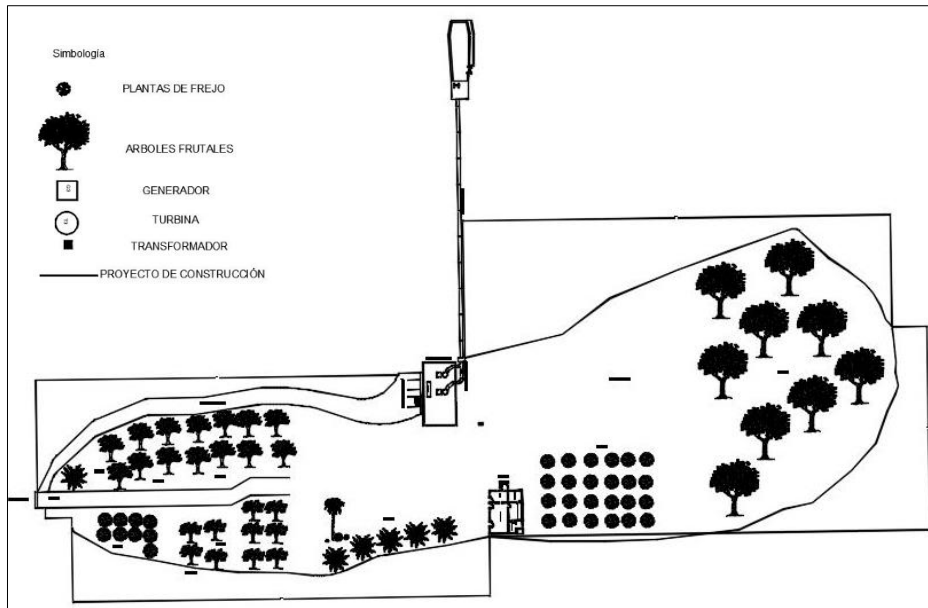 Simbología
PLANTAS DE FREJO
ARBOLES FRUTALES
GENERADOR
TURBINA
TRANSFORMADOR
PROYECTO DE CONSTRUCCIÓN